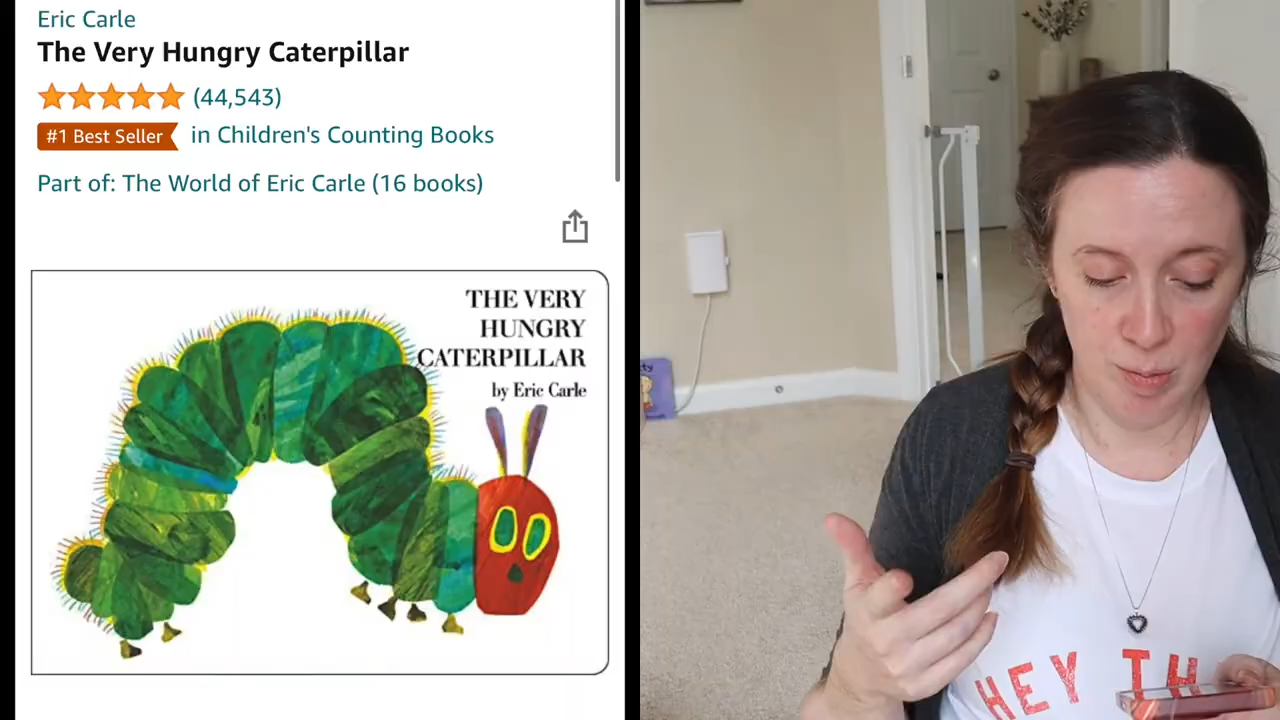 Eric Carle
The Very Hungry Caterpillar
(44,543)
#1 Best Seller in Children's Counting Books
Part of: The World of Eric Carle (16 books)
THE VERY
HUNGRY
CATERPILLAR
by Eric Carle
HEY TH